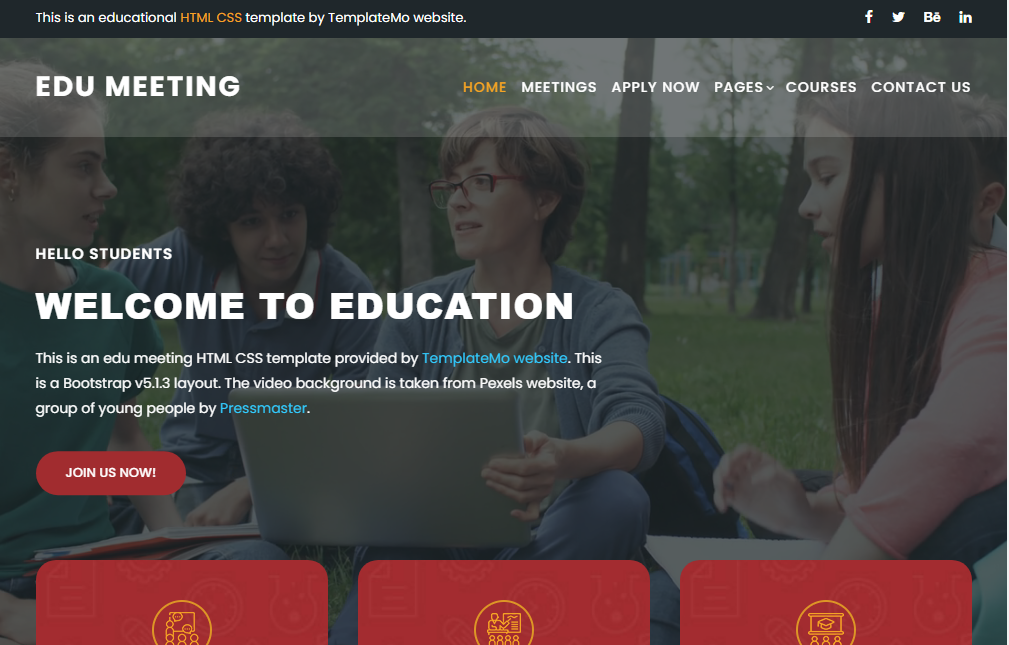 This is an educational HTML CSS template by TemplateMo website.
EDU MEETING
HOME MEETINGS APPLY NOW PAGES COURSES CONTACT US
HELLO STUDENTS
WELCOME TO EDUCATION
This is an edu meeting HTML CSS template provided by TemplateMo website. This
is a Bootstrap v5.1.3 layout. The video background is taken from Pexels website, a
group of young people by Pressmaster.
JOIN US NOW!